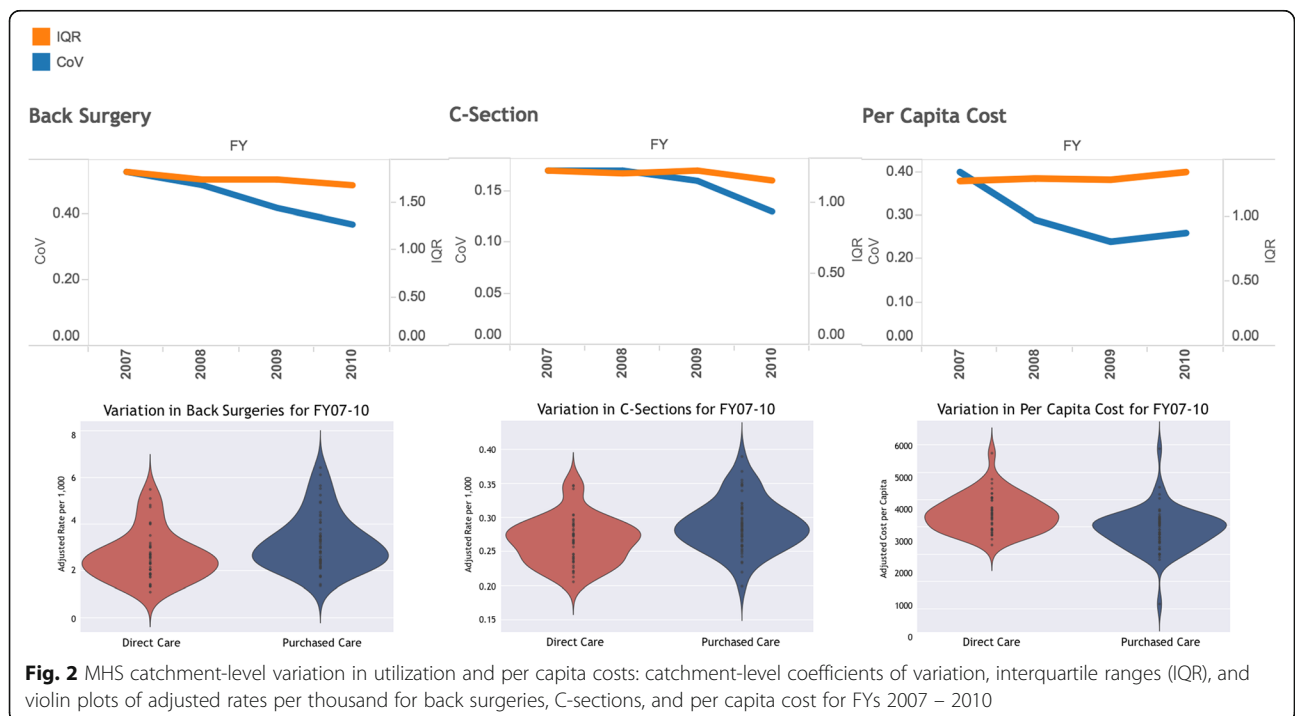 IQR
CoV
Back Surgery
FY
CoV
0.40
0.20
0.00
1.50
1.00
0.50
0.00
IQR
2007
2008
2009
2010
C-Section
FY
CoV
0.15
0.10
0.05
0.00
1.00
0.50
0.00
IQR
2007
2008
2009
2010
Per Capita Cost
FY
CoV
0.40
0.30
0.20
0.10
0.00
1.00
0.50
0.00
IQR
2007
2008
2009
2010
Variation in Back Surgeries for FY07-10
Adjusted Rate per 1,000
8
6
4
2
0
Direct Care
Purchased Care
Variation in C-Sections for FY07-10
Adjusted Rate per 1,000
0.40
0.35
0.30
0.25
0.20
0.15
Direct Care
Purchased Care
Variation in Per Capita Cost for FY07-10
Adjusted Cost per Capita
6000
5000
4000
3000
2000
1000
0
Direct Care
Purchased Care
Fig. 2 MHS catchment-level variation in utilization and per capita costs: catchment-level coefficients of variation, interquartile ranges (IQR), and
violin plots of adjusted rates per thousand for back surgeries, C-sections, and per capita cost for FYs 2007 – 2010